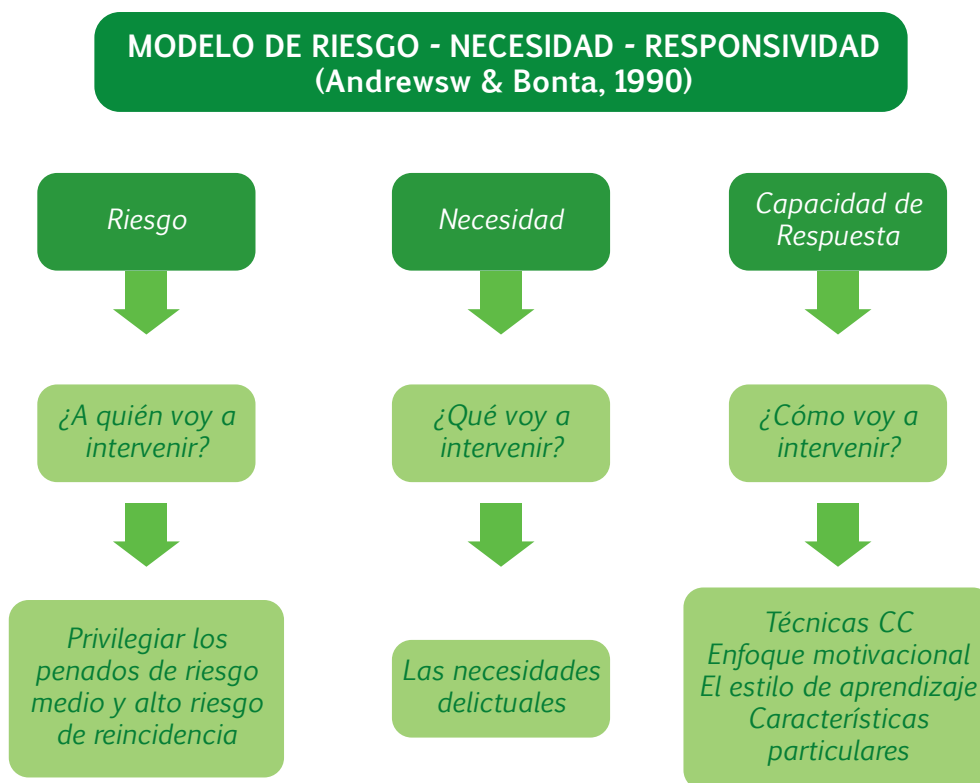 MODELO DE RIESGO - NECESIDAD - RESPONSIVIDAD
(Andrewsw & Bonta, 1990)
Riesgo
Necesidad
Capacidad de
Respuesta
¿A quién voy a
intervenir?
¿Qué voy a
intervenir?
¿Cómo voy a
intervenir?
Privilegiar los
penados de riesgo
medio y alto riesgo
de reincidencia
Las necesidades
delictuales
Técnicas CC
Enfoque motivacional
El estilo de aprendizaje
Características
particulares